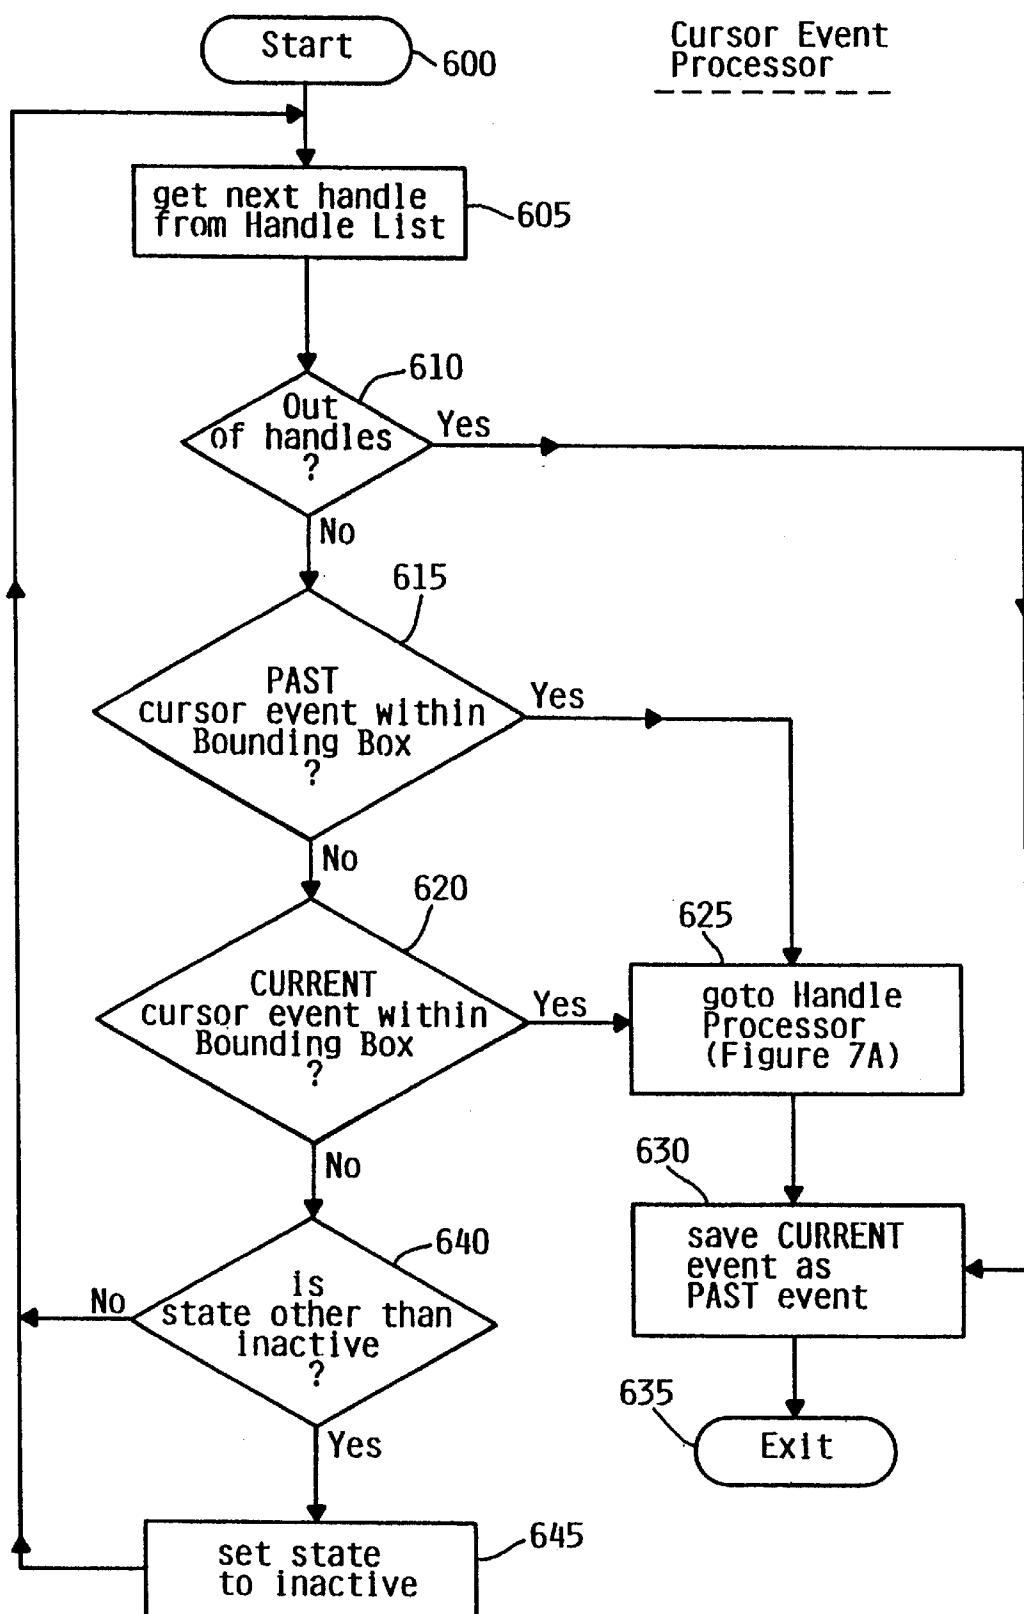 Start
600
Cursor Event
Processor
get next handle
from Handle List
605
610
Out
of handles
?
Yes
No
615
PAST
cursor event within
Bounding Box
?
Yes
No
620
CURRENT
cursor event within
Bounding Box
?
Yes
625
goto Handle
Processor
(Figure 7A)
No
630
save CURRENT
event as
PAST event
640
is
state other than
inactive
?
No
Yes
635
Exit
645
set state
to inactive